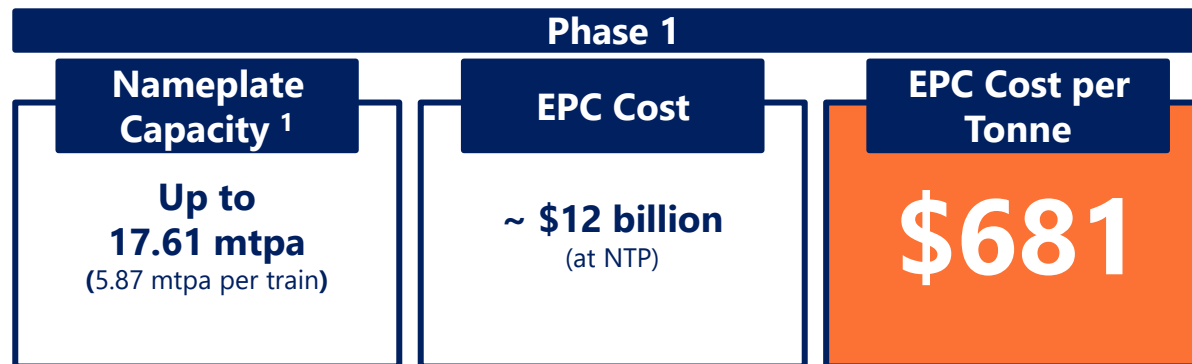 Phase 1
Nameplate
Capacity 1
Up to
17.61 mtpa
(5.87 mtpa per train)
EPC Cost
~ $12 billion
(at NTP)
EPC Cost per
Tonne
$681